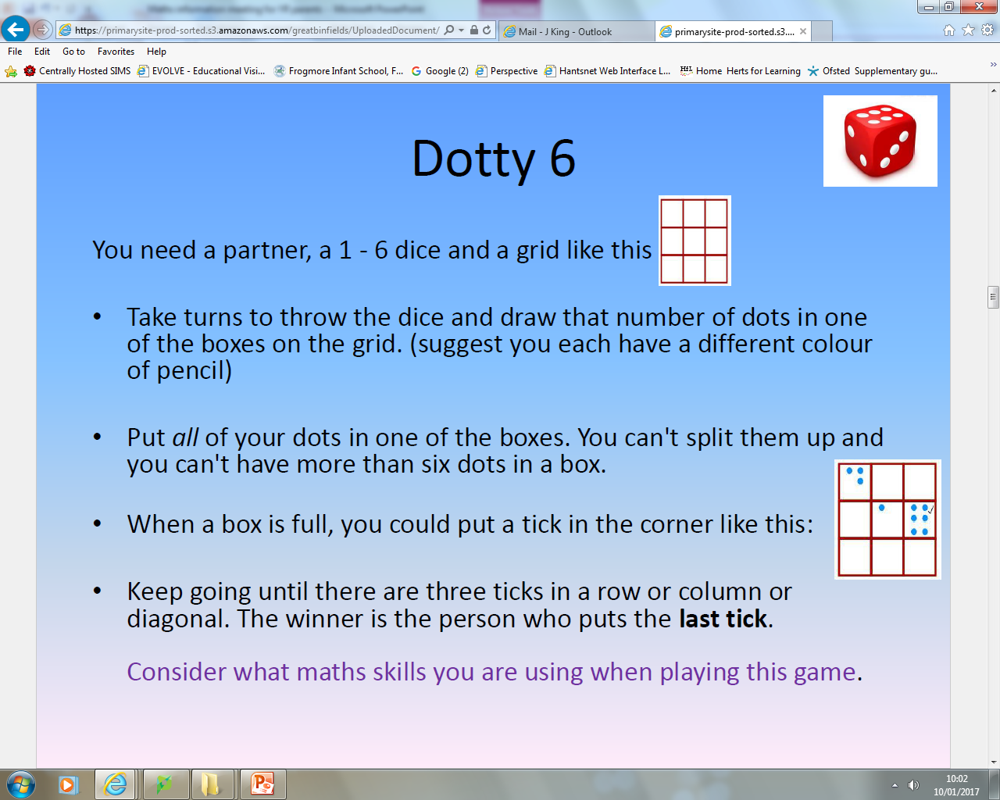 Maths information meeting for YR parents - Microsoft PowerPoint
https://primarysite-prod-sorted.s3.amazonaws.com/greatbinfields/UploadedDocument/
Mail - J King - Outlook
primarysite-prod-sorted.s3....
File Edit Go to Favorites Help
Centrally Hosted SIMS EVOLVE - Educational Visi... Frogmore Infant School, F... Google (2) Perspective Hantsnet Web Interface L... Home Herts for Learning Ofsted Supplementary gu...
Dotty 6
You need a partner, a 1 - 6 dice and a grid like this
• Take turns to throw the dice and draw that number of dots in one
of the boxes on the grid. (suggest you each have a different colour
of pencil)
• Put all of your dots in one of the boxes. You can't split them up and
you can't have more than six dots in a box.
• When a box is full, you could put a tick in the corner like this:
• Keep going until there are three ticks in a row or column or
diagonal. The winner is the person who puts the last tick.
Consider what maths skills you are using when playing this game.
10:02
10/01/2017